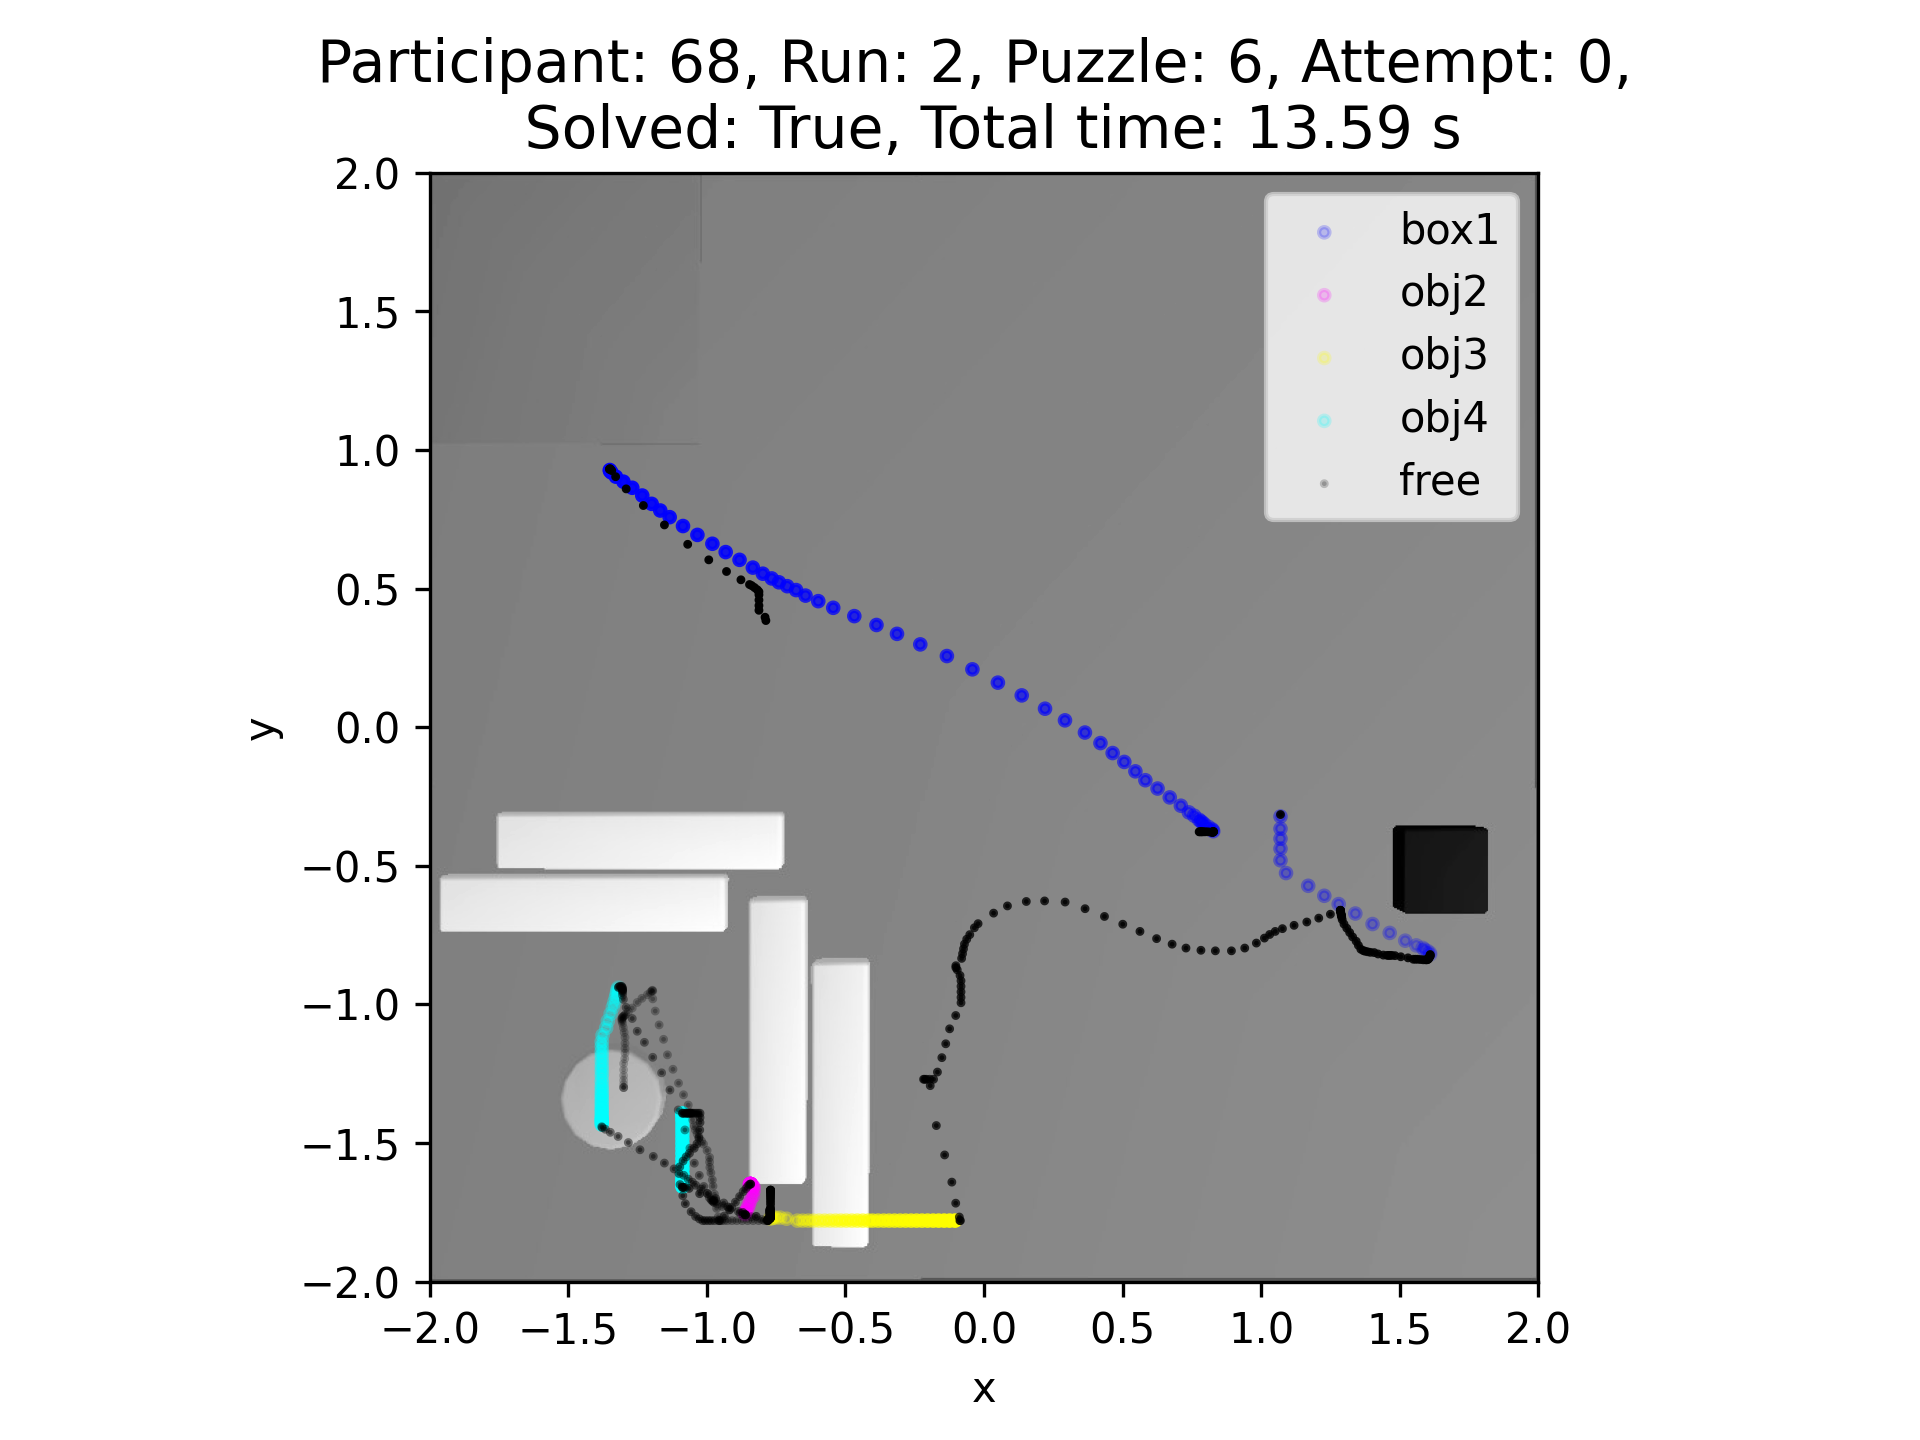 Participant: 68, Run: 2, Puzzle: 6, Attempt: 0,
Solved: True, Total time: 13.59 s
2.0
1.5
1.0
0.5
0.0
−0.5
−1.0
−1.5
−2.0
y
box1
obj2
obj3
obj4
free
−2.0 −1.5 −1.0 −0.5 0.0 0.5 1.0 1.5 2.0
x